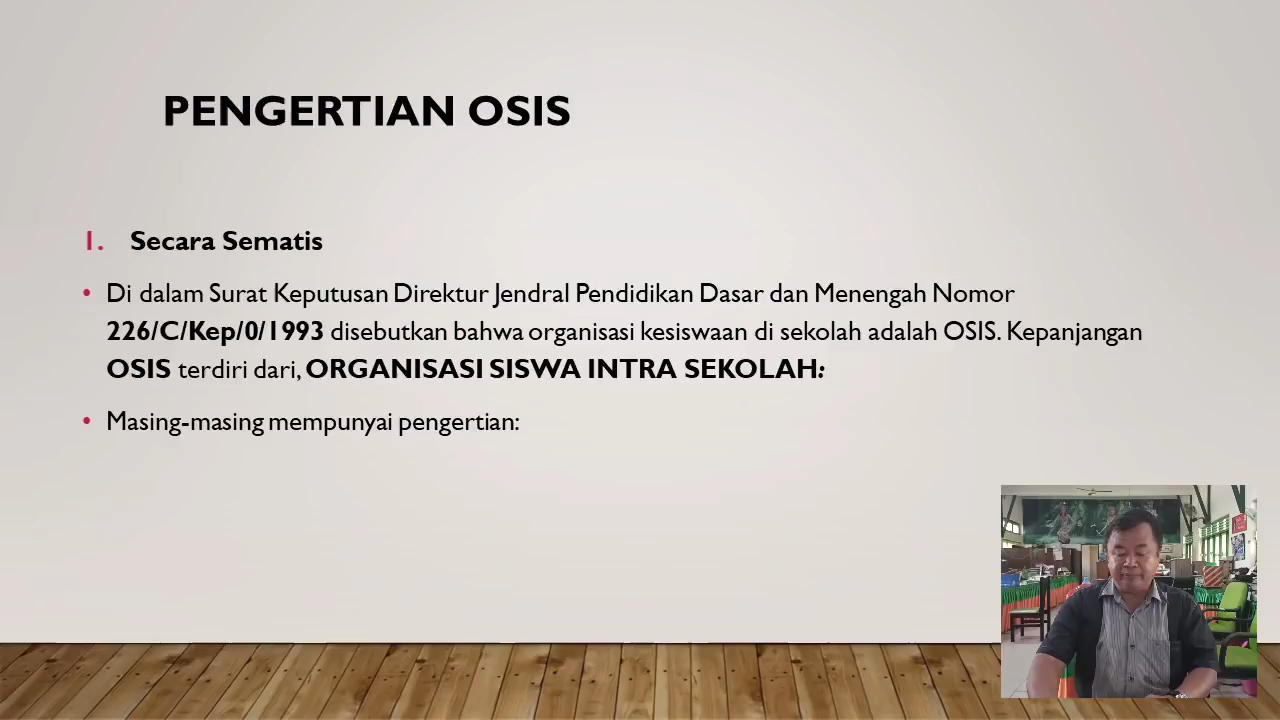 PENGERTIAN OSIS
1. Secara Sematis
• Di dalam Surat Keputusan Direktur Jendral Pendidikan Dasar dan Menengah Nomor
226/C/Kep/0/1993 disebutkan bahwa organisasi kesiswaan di sekolah adalah OSIS. Kepanjangan
OSIS terdiri dari, ORGANISASI SISWA INTRA SEKOLAH:
• Masing-masing mempunyai pengertian: